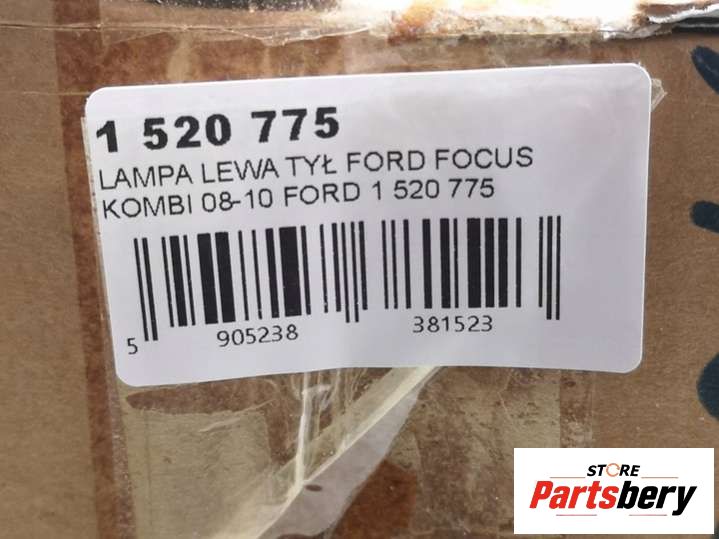 1 520 775
LAMPA LEWA TYŁ FORD FOCUS
KOMBI 08-10 FORD 1 520 775
5 905238 381523
STORE
Partsbery